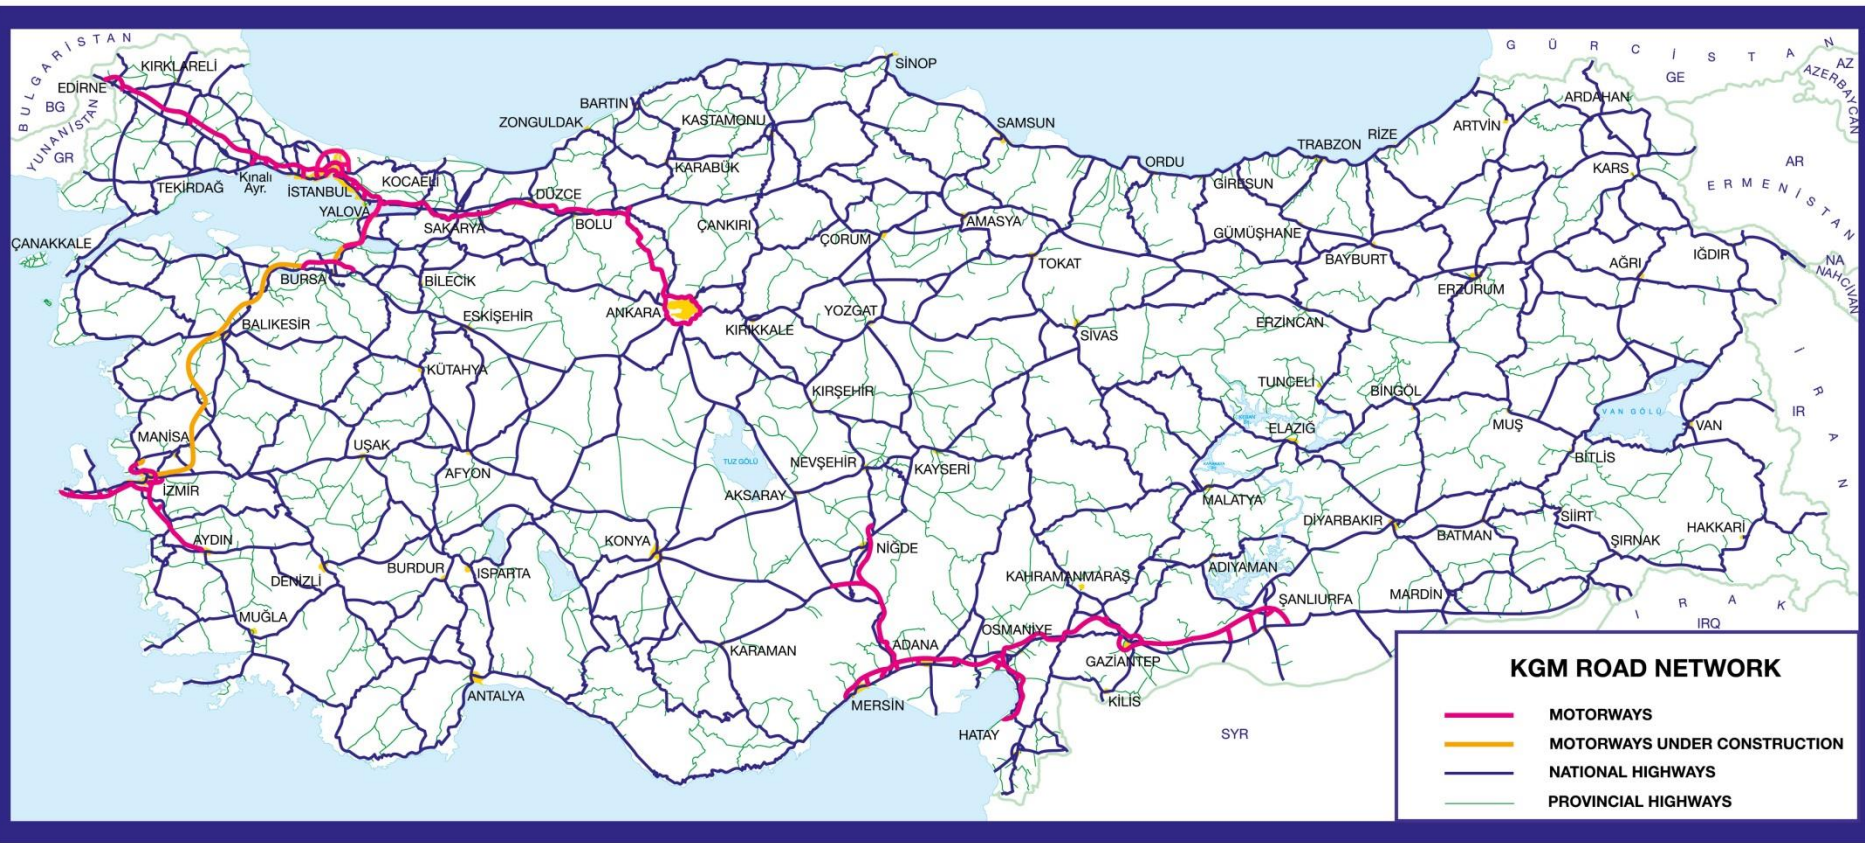 BULGARİSTAN
BG
YUNANİSTAN
GR
KIRKLARELİ
EDİRNE
TEKİRDAĞ
Kınalı
Ayr.
İSTANBUL
KOCAELİ
YALOVA
ÇANAKKALE
SAKARYA
DÜZCE
BOLU
BURSA
BİLECİK
BALIKESİR
ESKİŞEHİR
KÜTAHYA
MANİSA
İZMİR
UŞAK
AFYON
AYDIN
DENİZLİ
BURDUR
ISPARTA
MUĞLA
ANTALYA
ZONGULDAK
BARTIN
KASTAMONU
KARABÜK
SİNOP
SAMSUN
ÇANKIRI
ÇORUM
AMASYA
TOKAT
ANKARA
KIRIKKALE
YOZGAT
SİVAS
KIRŞEHİR
TUZ GÖLÜ
NEVŞEHİR
KAYSERİ
AKSARAY
KONYA
NİĞDE
KARAMAN
ADANA
MERSİN
OSMANİYE
HATAY
KAHRAMANMARAŞ
GAZİANTEP
KİLİS
ORDU
GİRESUN
TRABZON
RİZE
ARTVİN
ARDAHAN
KARS
GÜMÜŞHANE
BAYBURT
ERZURUM
AĞRI
IĞDIR
ERZİNCAN
TUNCELİ
BİNGÖL
ELAZIĞ
MUŞ
VAN GÖLÜ
VAN
BİTLİS
MALATYA
DİYARBAKIR
BATMAN
SİİRT
ŞIRNAK
HAKKARİ
ADIYAMAN
ŞANLIURFA
MARDİN
GÜRCİSTAN
GE
AZ
AZERBAYCAN
AR
ERMENİSTAN
NA
NAHCİVAN
İRAN
IR
IRAK
IRQ
SYR
KGM ROAD NETWORK
MOTORWAYS
MOTORWAYS UNDER CONSTRUCTION
NATIONAL HIGHWAYS
PROVINCIAL HIGHWAYS